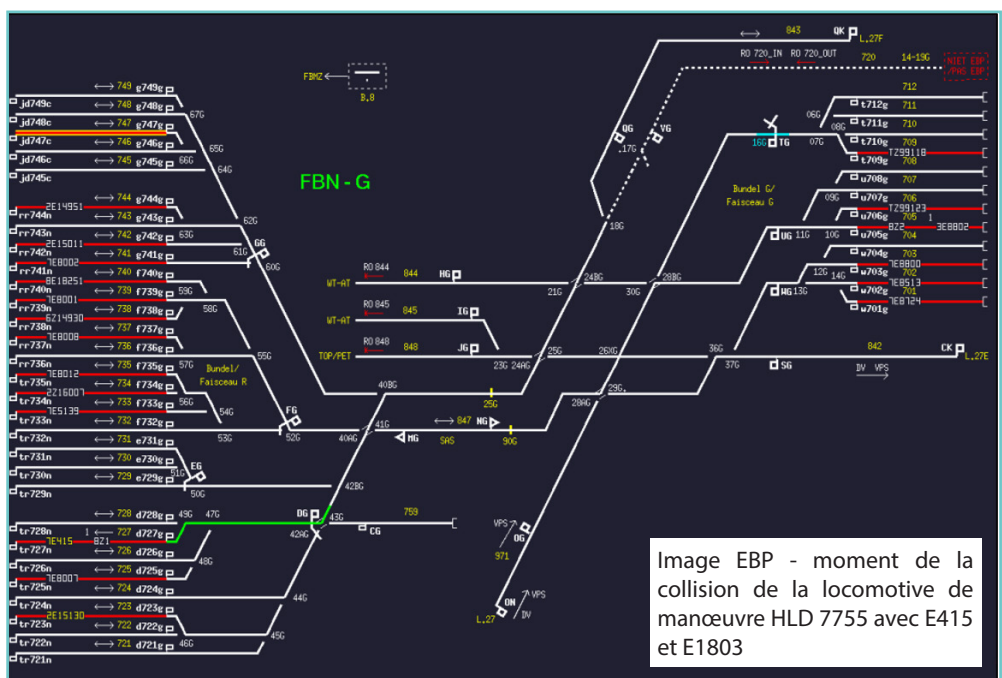 ↔ 843 QK L.27F
RO 720_IN RO 720_OUT 720 14-19G
NIET EBP
/PAS EBP
FBMZ
B.8
FBN - G
↔ 749 g749g
jd749c
↔ 748 g748g
jd748c
↔ 747 g747g
jd747c
↔ 746 g746g
jd746c
↔ 745 g745g
jd745c
67G
65G
66G
64G
62G
↔ 744 g744g
2E14951
rr744n
↔ 743 g743g
rr743n
↔ 742 g742g
63G
2E15011
rr742n
↔ 741 g741g
7E8002
rr741n
61G
GG
60G
↔ 740 f740g
8E18251
rr740n
↔ 739 f739g
59G
7E8001
rr739n
↔ 738 f738g
58G
6Z14930
rr738n
↔ 737 f737g
7E8008
rr737n
↔ 736 f736g
55G
rr736n
↔ 735 f735g
57G
7E8012
tr735n
Bundel/
Faisceau R
↔ 734 f734g
2Z16007
tr734n
↔ 733 f733g
56G
7E5139
tr733n
54G
↔ 732 f732g
53G
tr732n
FG
52G
↔ 731 e731g
tr731n
↔ 730 e730g
tr730n
51G
EG
↔ 729 e729g
50G
tr729n
↔ 728 d728g
49G 47G
tr728n
1 ← 727 d727g
7E415 8Z1
tr727n
↔ 726 d726g
48G
tr726n
↔ 725 d725g
7E8007
tr725n
↔ 724 d724g
44G
tr724n
↔ 723 d723g
2E15130
tr723n
↔ 722 d722g
45G
tr722n
↔ 721 d721g
46G
tr721n
QG
.17G
VG
18G
RO 844
WT-AT
844
HG
21G
24BG
30G
28BG
RO 845
WT-AT
845
IG
RO 848
TOP/PET
848
JG
23G 24AG
25G
26XG
36G
37G
842
CK
L.27E
SG
DV VPS
40BG
25G
29G.
28AG
41G
40AG
MG
↔ 847
SAS
NG
90G
42BG
DG
43G
42AG
CG
759
VPS
OG
971
ON
L.27
VPS
DV
16G
TG
Bundel G/
Faisceau G
712
06G
t712g
711
t711g
710
08G
07G
t710g
709
TZ99118
t709g
708
u708g
707
09G
u707g
706
TZ99123
u706g
705 1
8Z2 3E8802
UG 11G 10G
u705g
704
w704g
703
7E8800
12G
w703g
702
7E8513
14G
WG 13G
w702g
701
7E8724
w701g
Image EBP - moment de la
collision de la locomotive de
manœuvre HLD 7755 avec E415
et E1803